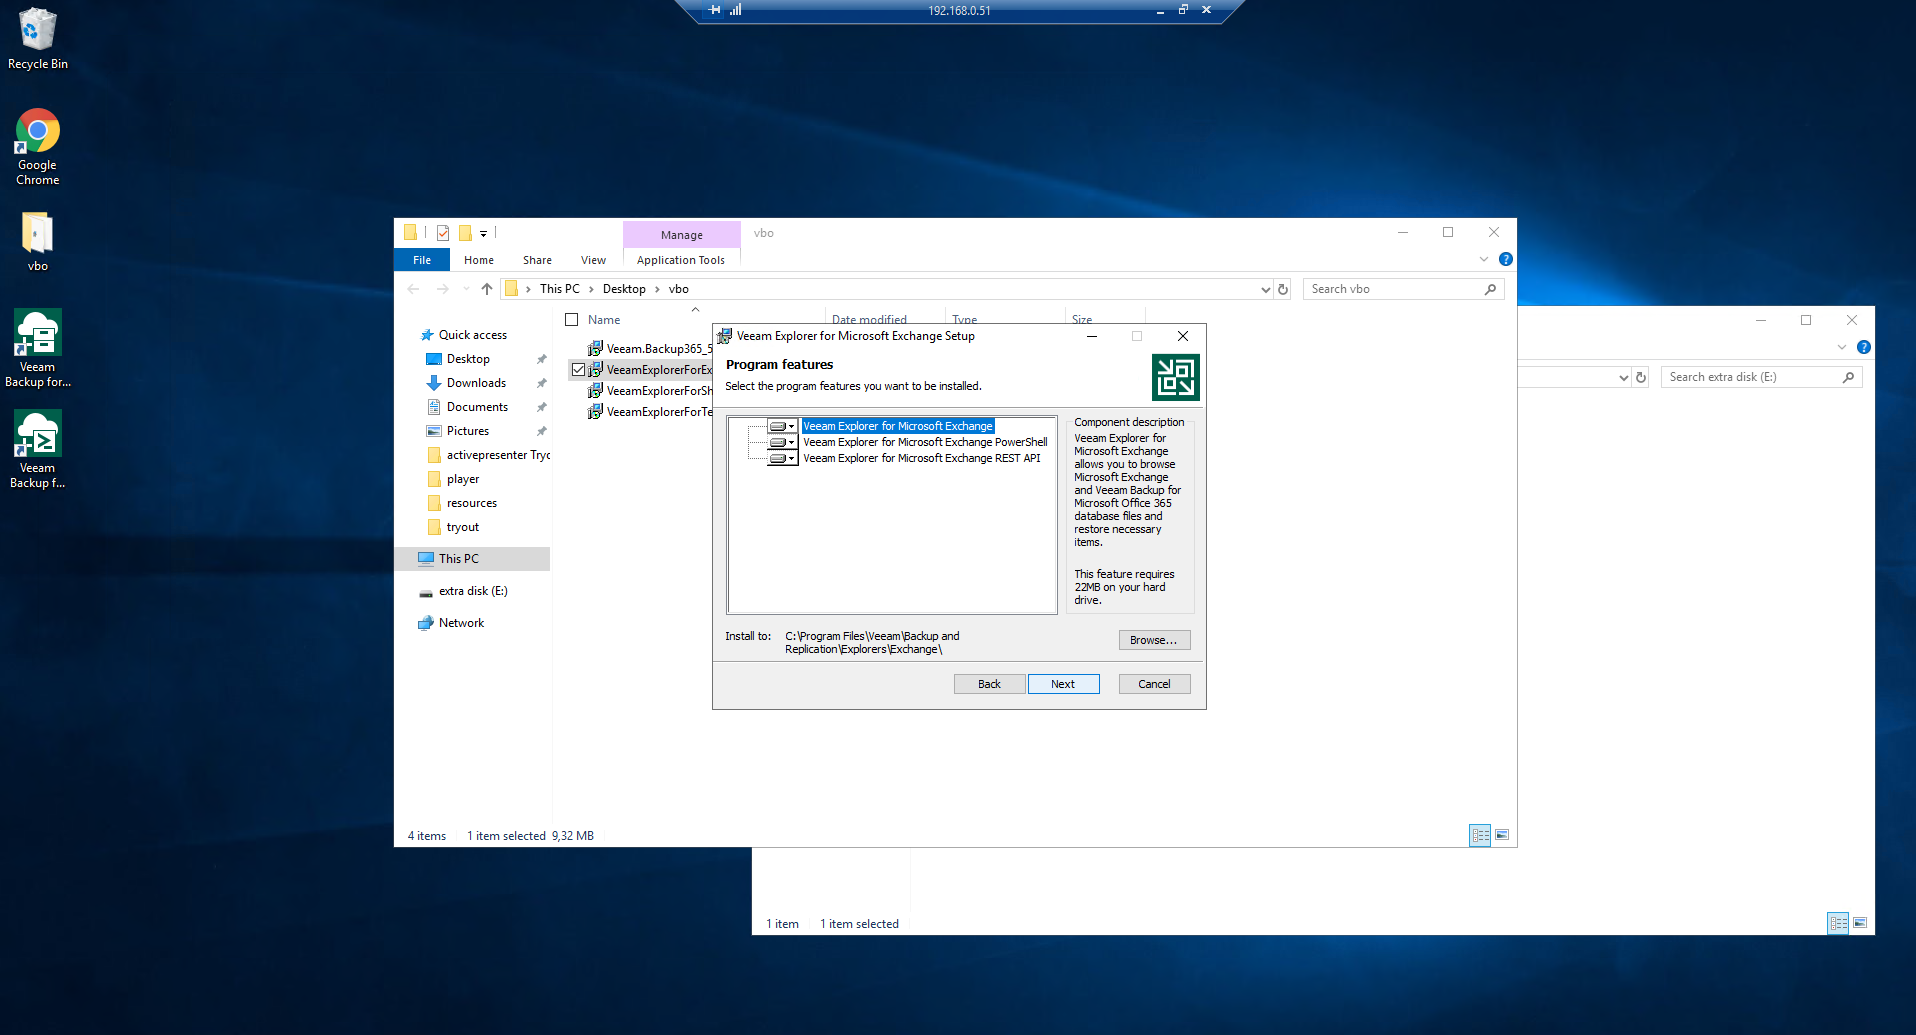 192.168.0.51
Recycle Bin
Google
Chrome
vbo
Veeam
Backup for...
Veeam
Backup f...
Manage
vbo
File
Home
Share
View
Application Tools
This PC
Desktop
vbo
Search vbo
Name
Date modified
Type
Size
Quick access
Desktop
Downloads
Documents
Pictures
activepresenter Tryc
player
resources
tryout
This PC
extra disk (E:)
Network
Veeam.Backup365_5
VeeamExplorerForEx
VeeamExplorerForSh
VeeamExplorerForTe
4 items
1 item selected 9,32 MB
Veeam Explorer for Microsoft Exchange Setup
Program features
Select the program features you want to be installed.
Veeam Explorer for Microsoft Exchange
Veeam Explorer for Microsoft Exchange PowerShell
Veeam Explorer for Microsoft Exchange REST API
Component description
Veeam Explorer for
Microsoft Exchange
allows you to browse
Microsoft Exchange
and Veeam Backup for
Microsoft Office 365
database files and
restore necessary
items.
This feature requires
22MB on your hard
drive.
Install to:
C:\Program Files\Veeam\Backup and
Replication\Explorers\Exchange\
Browse...
Back
Next
Cancel
Search extra disk (E:)
1 item
1 item selected